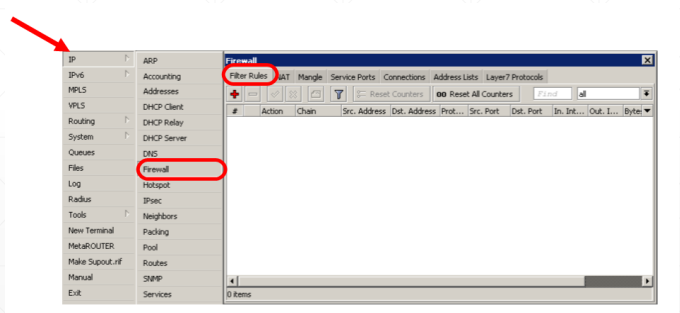 IP
IPv6
MPLS
VPLS
Routing
System
Queues
Files
Log
Radius
Tools
New Terminal
MetaROUTER
Make Supout.rif
Manual
Exit
ARP
Accounting
Addresses
DHCP Client
DHCP Relay
DHCP Server
DNS
Firewall
Hotspot
IPsec
Neighbors
Packing
Pool
Routes
SNMP
Services
Firewall
Filter Rules NAT Mangle Service Ports Connections Address Lists Layer7 Protocols
Reset Counters 00 Reset All Counters Find all
# Action Chain Src. Address Dst. Address Prot... Src. Port Dst. Port In. Int... Out. I... Byte
0 items